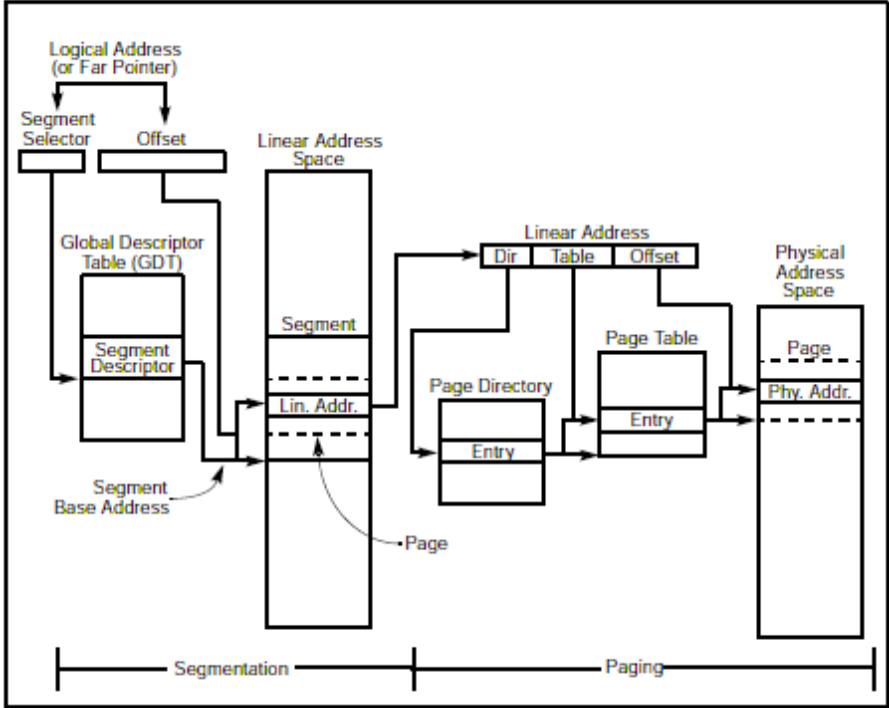 Logical Address
(or Far Pointer)
Segment
Selector
Offset
Linear Address
Space
Global Descriptor
Table (GDT)
Segment
Descriptor
Segment
Base Address
Segment
Lin. Addr.
Page
Linear Address
Dir
Table
Offset
Page Directory
Entry
Page Table
Entry
Physical
Address
Space
Page
Phy. Addr.
Segmentation
Paging